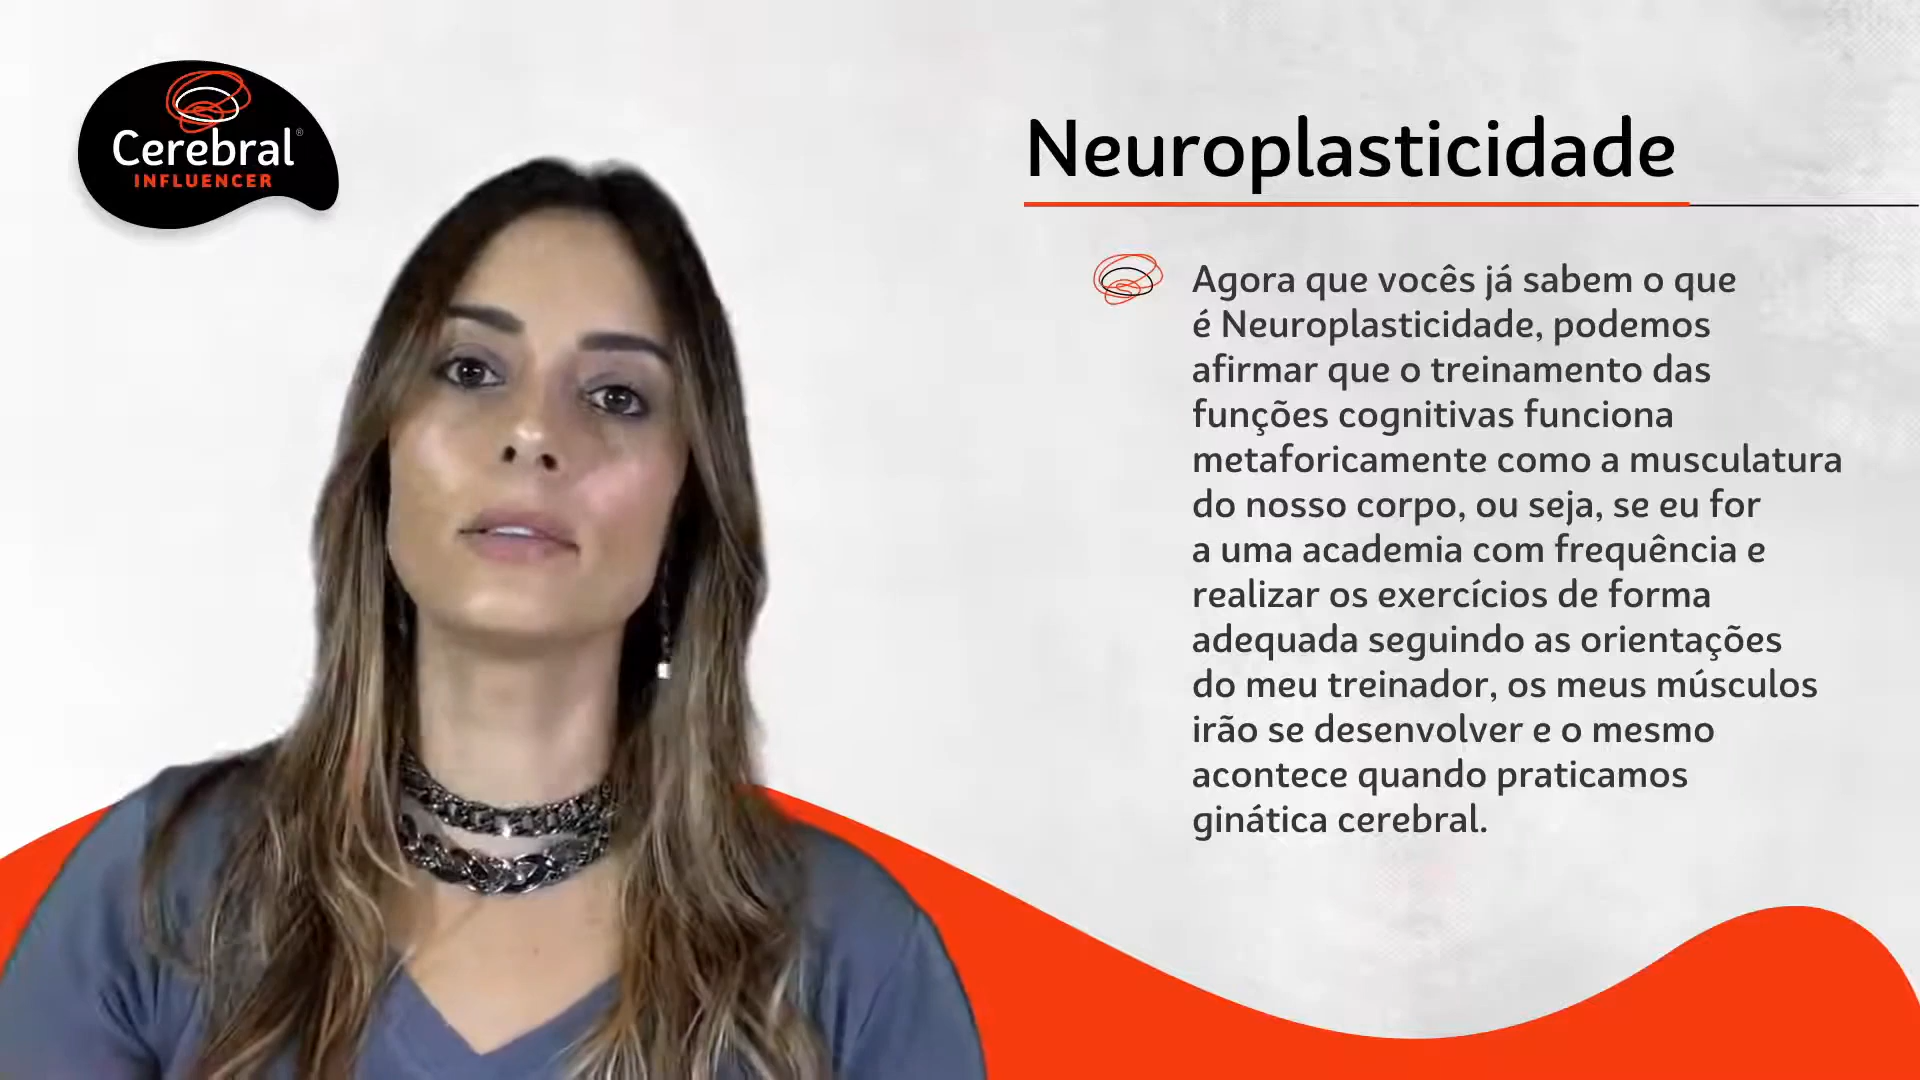 Cerebral®
INFLUENCER
Neuroplasticidade
Agora que vocês já sabem o que
é Neuroplasticidade, podemos
afirmar que o treinamento das
funções cognitivas funciona
metaforicamente como a musculatura
do nosso corpo, ou seja, se eu for
a uma academia com frequência e
realizar os exercícios de forma
adequada seguindo as orientações
do meu treinador, os meus músculos
irão se desenvolver e o mesmo
acontece quando praticamos
ginática cerebral.